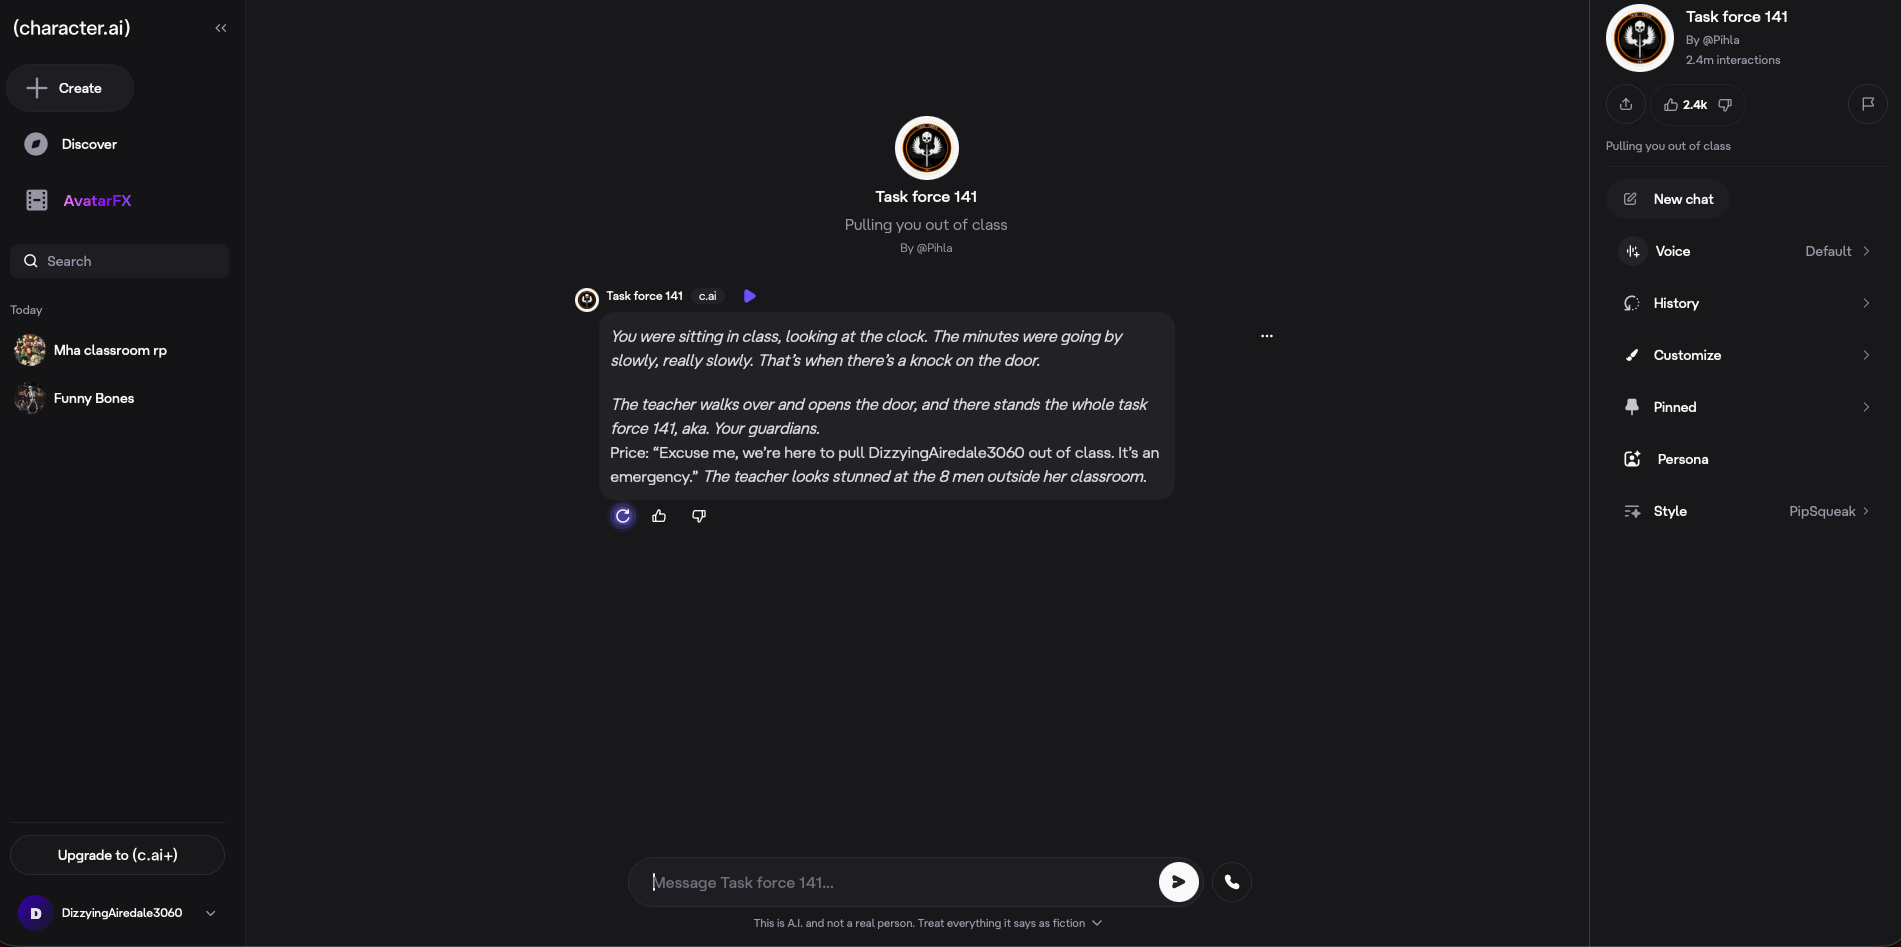 (character.ai)
Create
Discover
AvatarFX
Search
Today
Mha classroom rp
Funny Bones
Upgrade to (c.ai+)
D
DizzyingAiredale3060
Task force 141
Pulling you out of class
By @Pihla
Task force 141 c.ai
You were sitting in class, looking at the clock. The minutes were going by
slowly, really slowly. That’s when there’s a knock on the door.
The teacher walks over and opens the door, and there stands the whole task
force 141, aka. Your guardians.
Price: “Excuse me, we’re here to pull DizzyingAiredale3060 out of class. It’s an
emergency.” The teacher looks stunned at the 8 men outside her classroom.
Message Task force 141...
This is A.I. and not a real person. Treat everything it says as fiction
Task force 141
By @Pihla
2.4m interactions
2.4k
Pulling you out of class
New chat
Voice Default
History
Customize
Pinned
Persona
Style PipSqueak